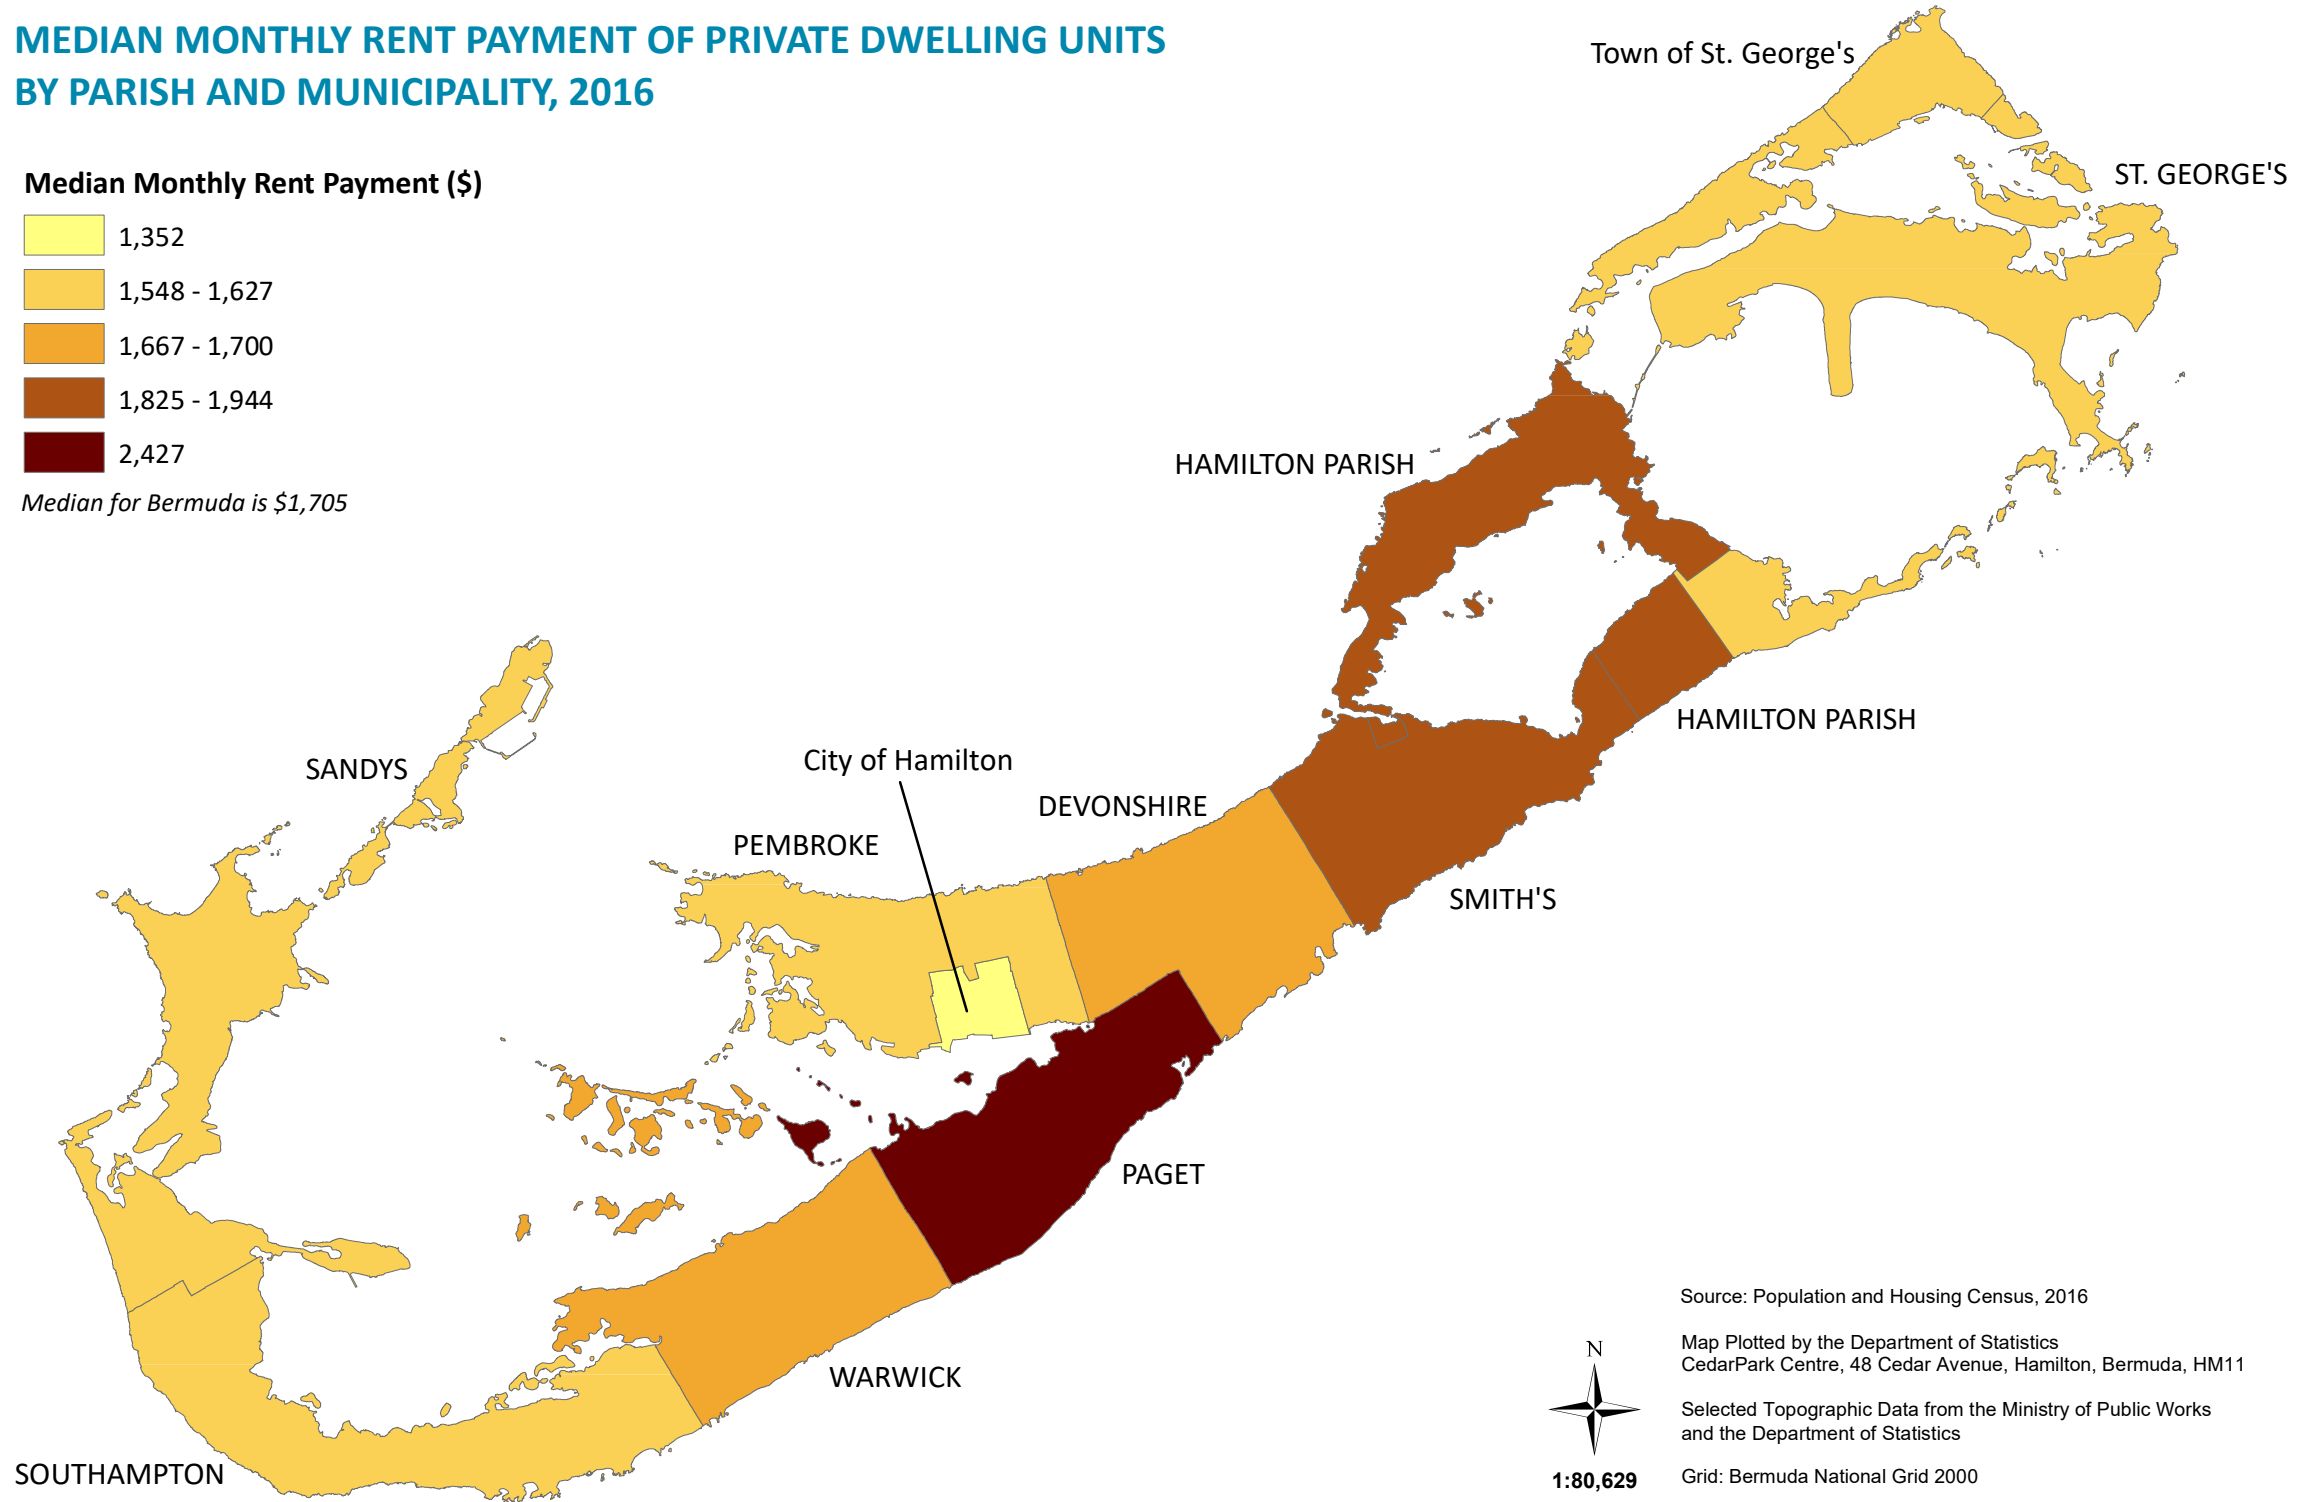 MEDIAN MONTHLY RENT PAYMENT OF PRIVATE DWELLING UNITS
BY PARISH AND MUNICIPALITY, 2016
Median Monthly Rent Payment ($)
1,352
1,548 - 1,627
1,667 - 1,700
1,825 - 1,944
2,427
Median for Bermuda is $1,705
Town of St. George's
ST. GEORGE'S
HAMILTON PARISH
HAMILTON PARISH
SANDYS
City of Hamilton
DEVONSHIRE
PEMBROKE
SMITH'S
PAGET
WARWICK
SOUTHAMPTON
Source: Population and Housing Census, 2016
Map Plotted by the Department of Statistics
CedarPark Centre, 48 Cedar Avenue, Hamilton, Bermuda, HM11
Selected Topographic Data from the Ministry of Public Works
and the Department of Statistics
Grid: Bermuda National Grid 2000
N
1:80,629